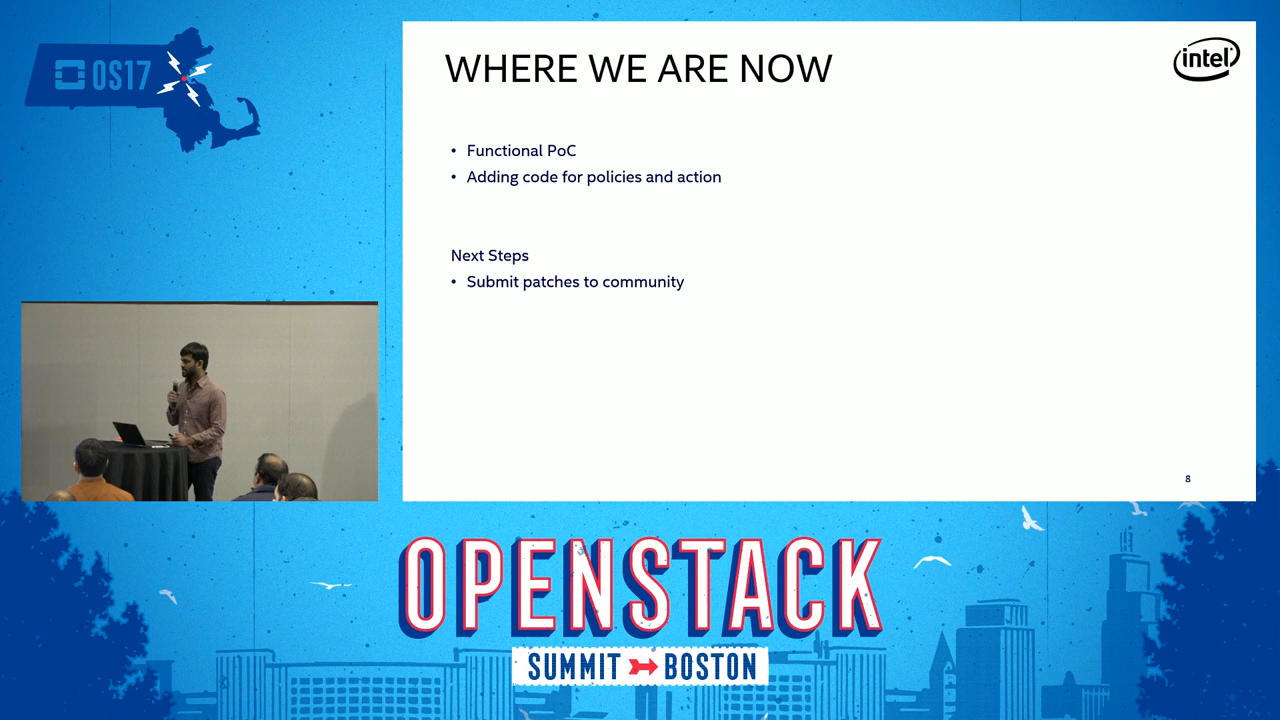 OS17
WHERE WE ARE NOW
intel
• Functional PoC
• Adding code for policies and action
Next Steps
• Submit patches to community
8
OPENSTACK
SUMMIT BOSTON